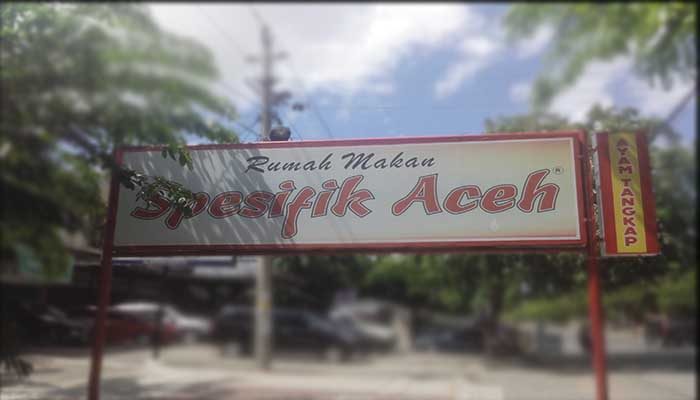 Rumah Makan
Spesifik Aceh®
AYAM TANGKAP